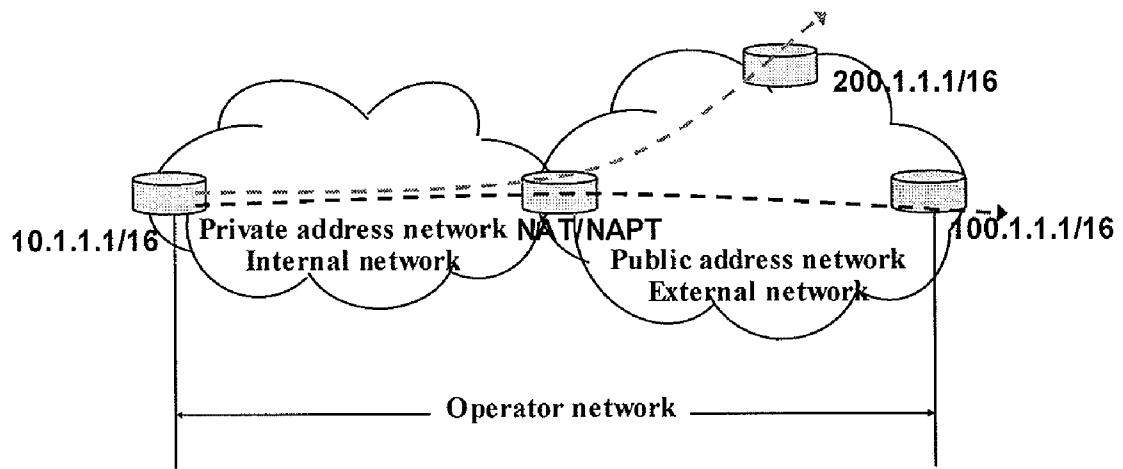 200.1.1.1/16
10.1.1.1/16
Private address network
Internal network
NAT/NAPT
100.1.1.1/16
Public address network
External network
Operator network